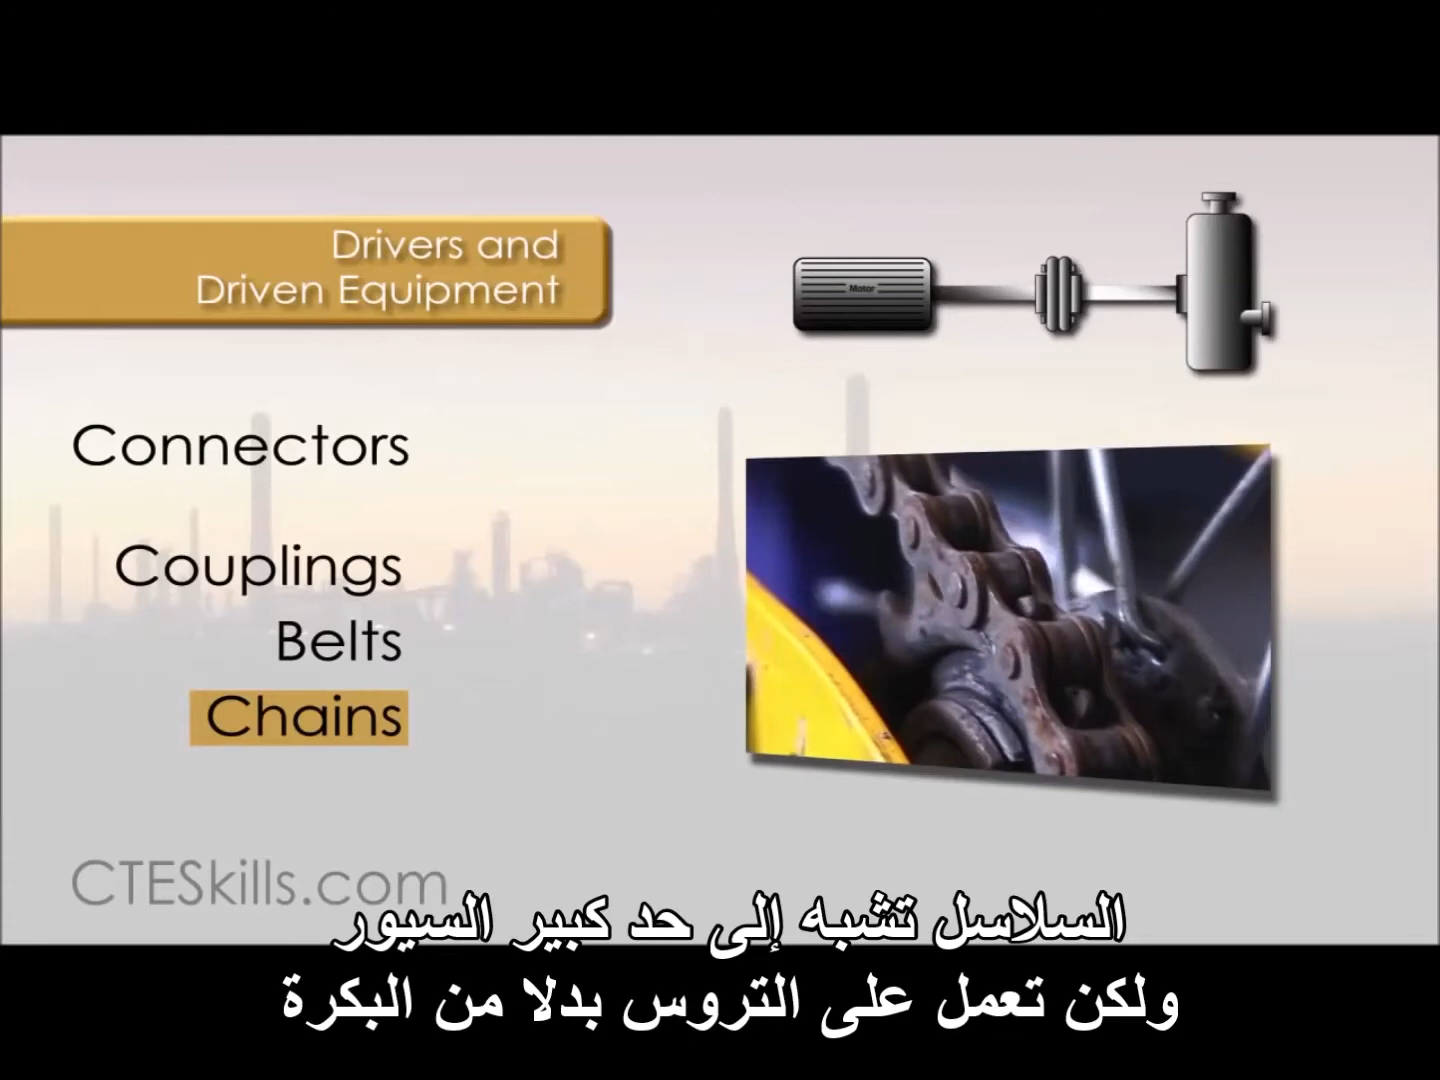 Drivers and
Driven Equipment
Motor
Connectors
Couplings
Belts
Chains
CTESkills.com
السلاسل تشبه إلى حد كبير السيور
ولكن تعمل على التروس بدلا من البكرة